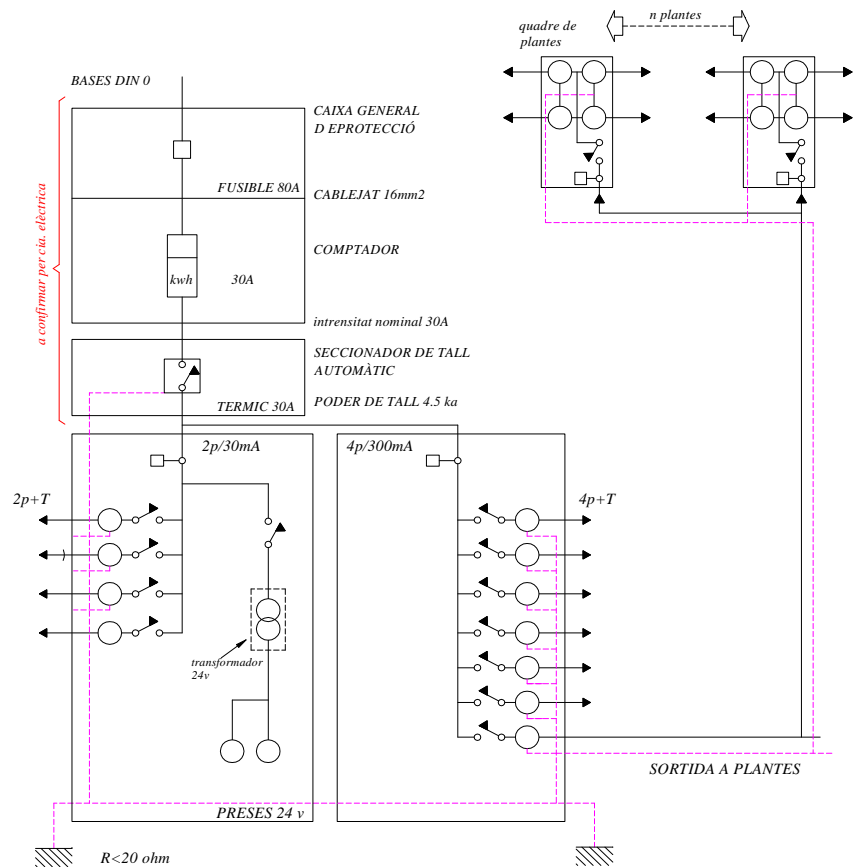 quadre de
plantes
n plantes
BASES DIN 0
CAIXA GENERAL
D EPROTECCIÓ
FUSIBLE 80A
CABLEJAT 16mm2
COMPTADOR
kwh
30A
a confirmar per cia. elèctrica
intrensitat nominal 30A
SECCIONADOR DE TALL
AUTOMÀTIC
TERMIC 30A
PODER DE TALL 4.5 ka
2p/30mA
4p/300mA
2p+T
4p+T
transformador
24v
SORTIDA A PLANTES
PRESES 24 v
R<20 ohm